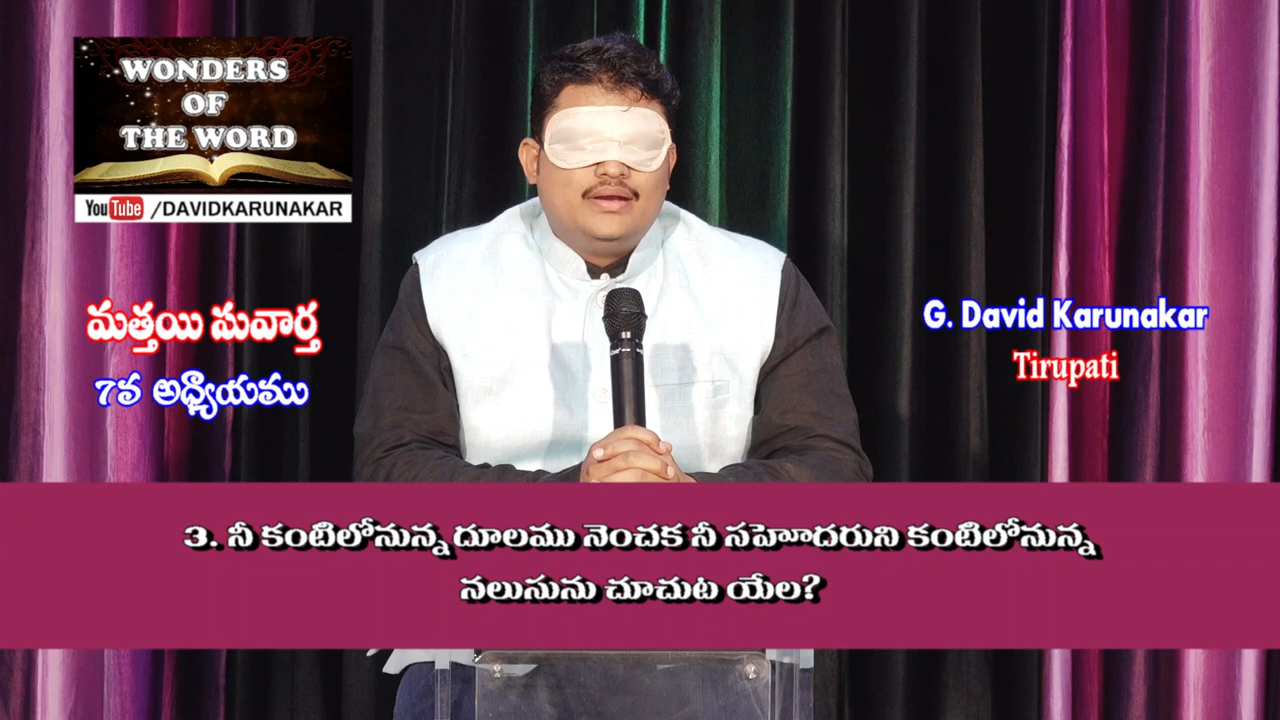 WONDERS
OF
THE WORD
YouTube /DAVIDKARUNAKAR
మత్తయి సువార్త
7వ అధ్యాయము
G. David Karunakar
Tirupati
3. నీ కంటిలోనున్న దూలము నెంచక నీ సహోదరుని కంటిలోనున్న
నలుసును చూచుట యేల?